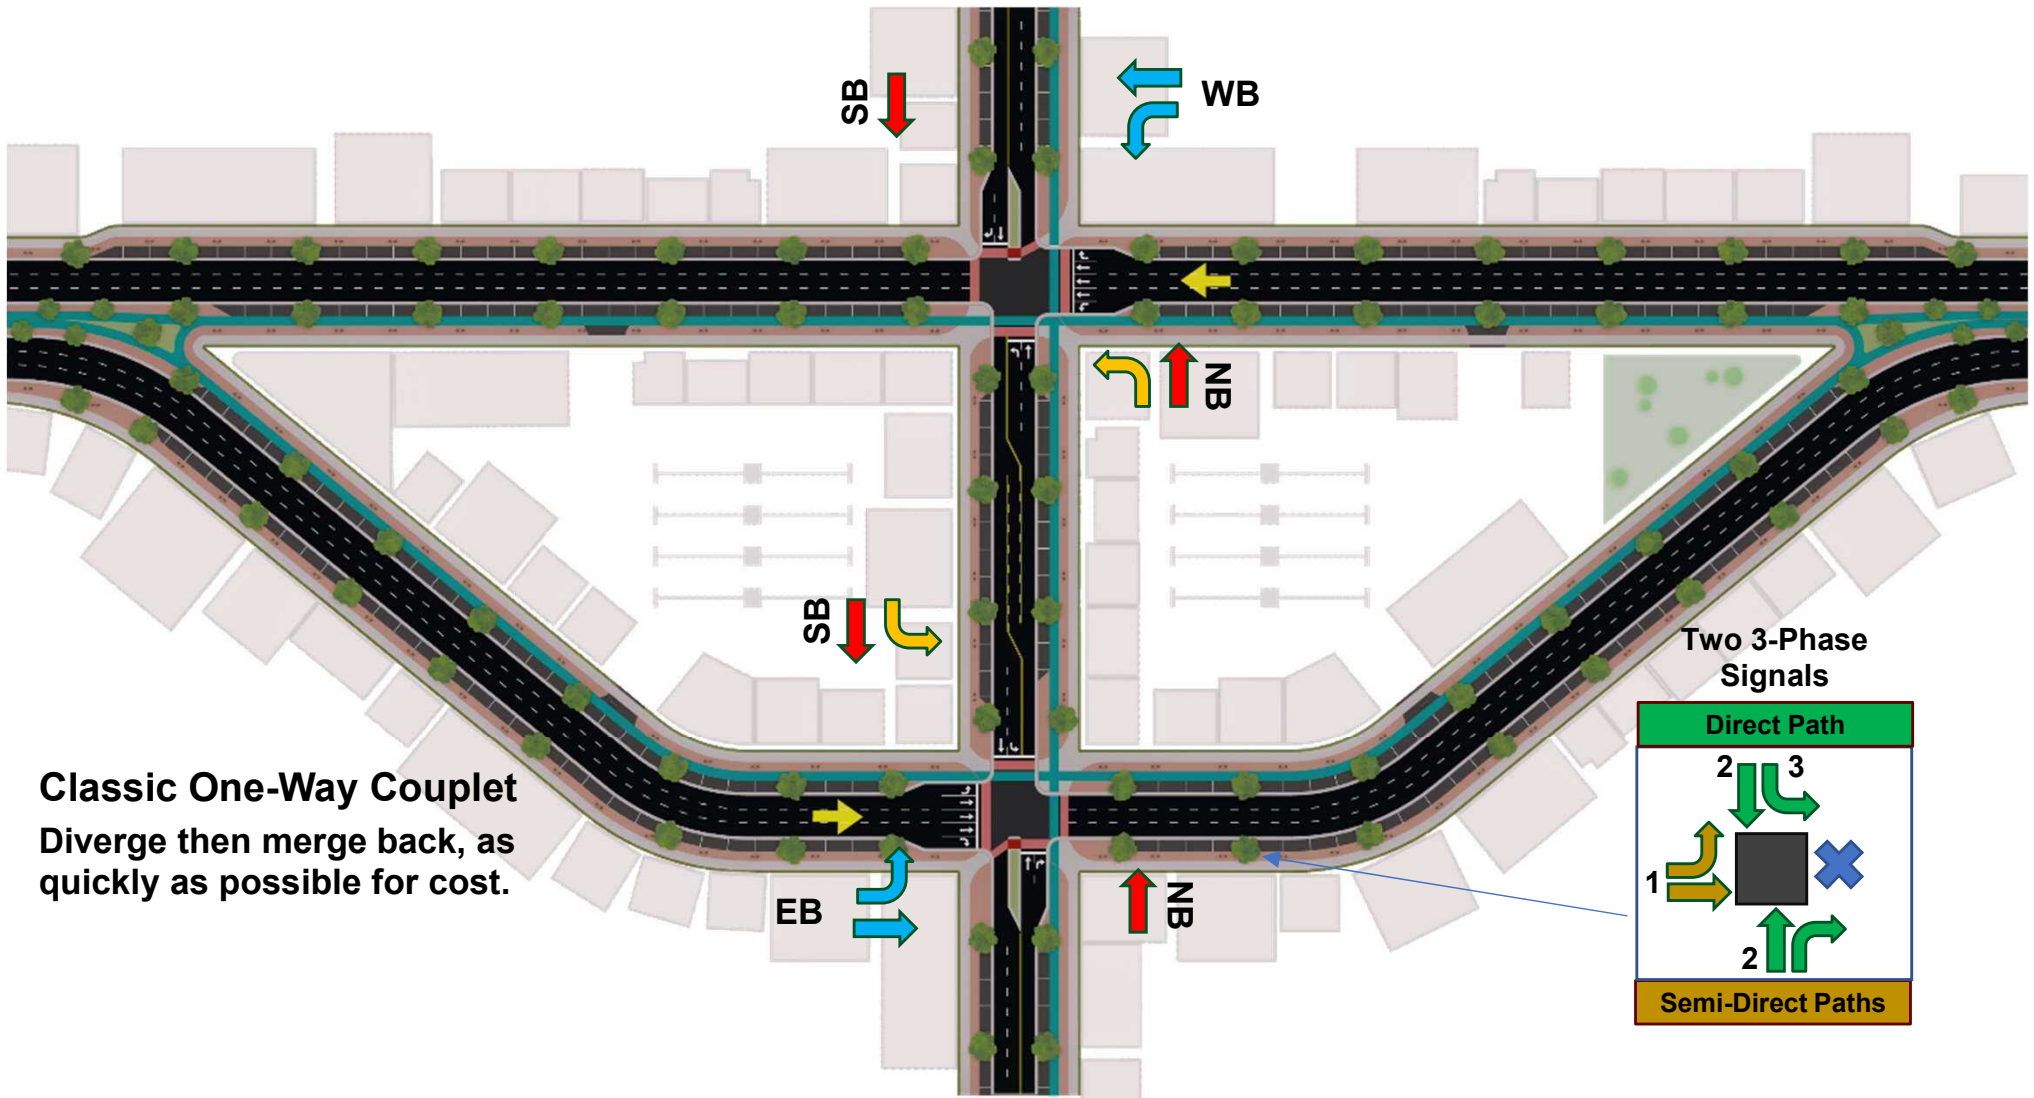 SB
WB
NB
SB
Two 3-Phase
Signals
Direct Path
2
3
1
2
Semi-Direct Paths
Classic One-Way Couplet
Diverge then merge back, as
quickly as possible for cost.
EB
NB